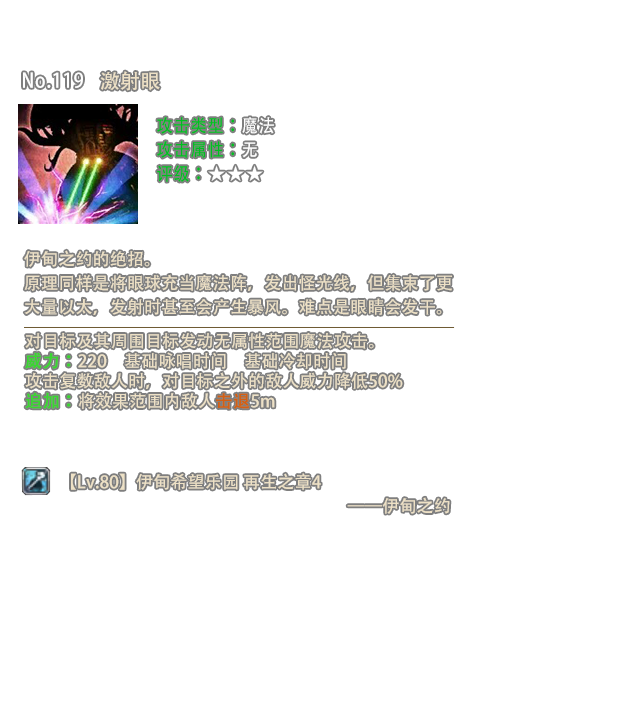 No.119 激射眼
攻击类型：魔法
攻击属性：无
评级：☆☆☆
伊甸之约的绝招。
原理同样是将眼球充当魔法阵，发出怪光线，但集束了更
大量以太，发射时甚至会产生暴风。难点是眼睛会发干。
对目标及其周围目标发动无属性范围魔法攻击。
威力：220 基础咏唱时间 基础冷却时间
攻击复数敌人时，对目标之外的敌人威力降低50%
追加：将效果范围内敌人击退5m
【Lv.80】伊甸希望乐园 再生之章4
——伊甸之约